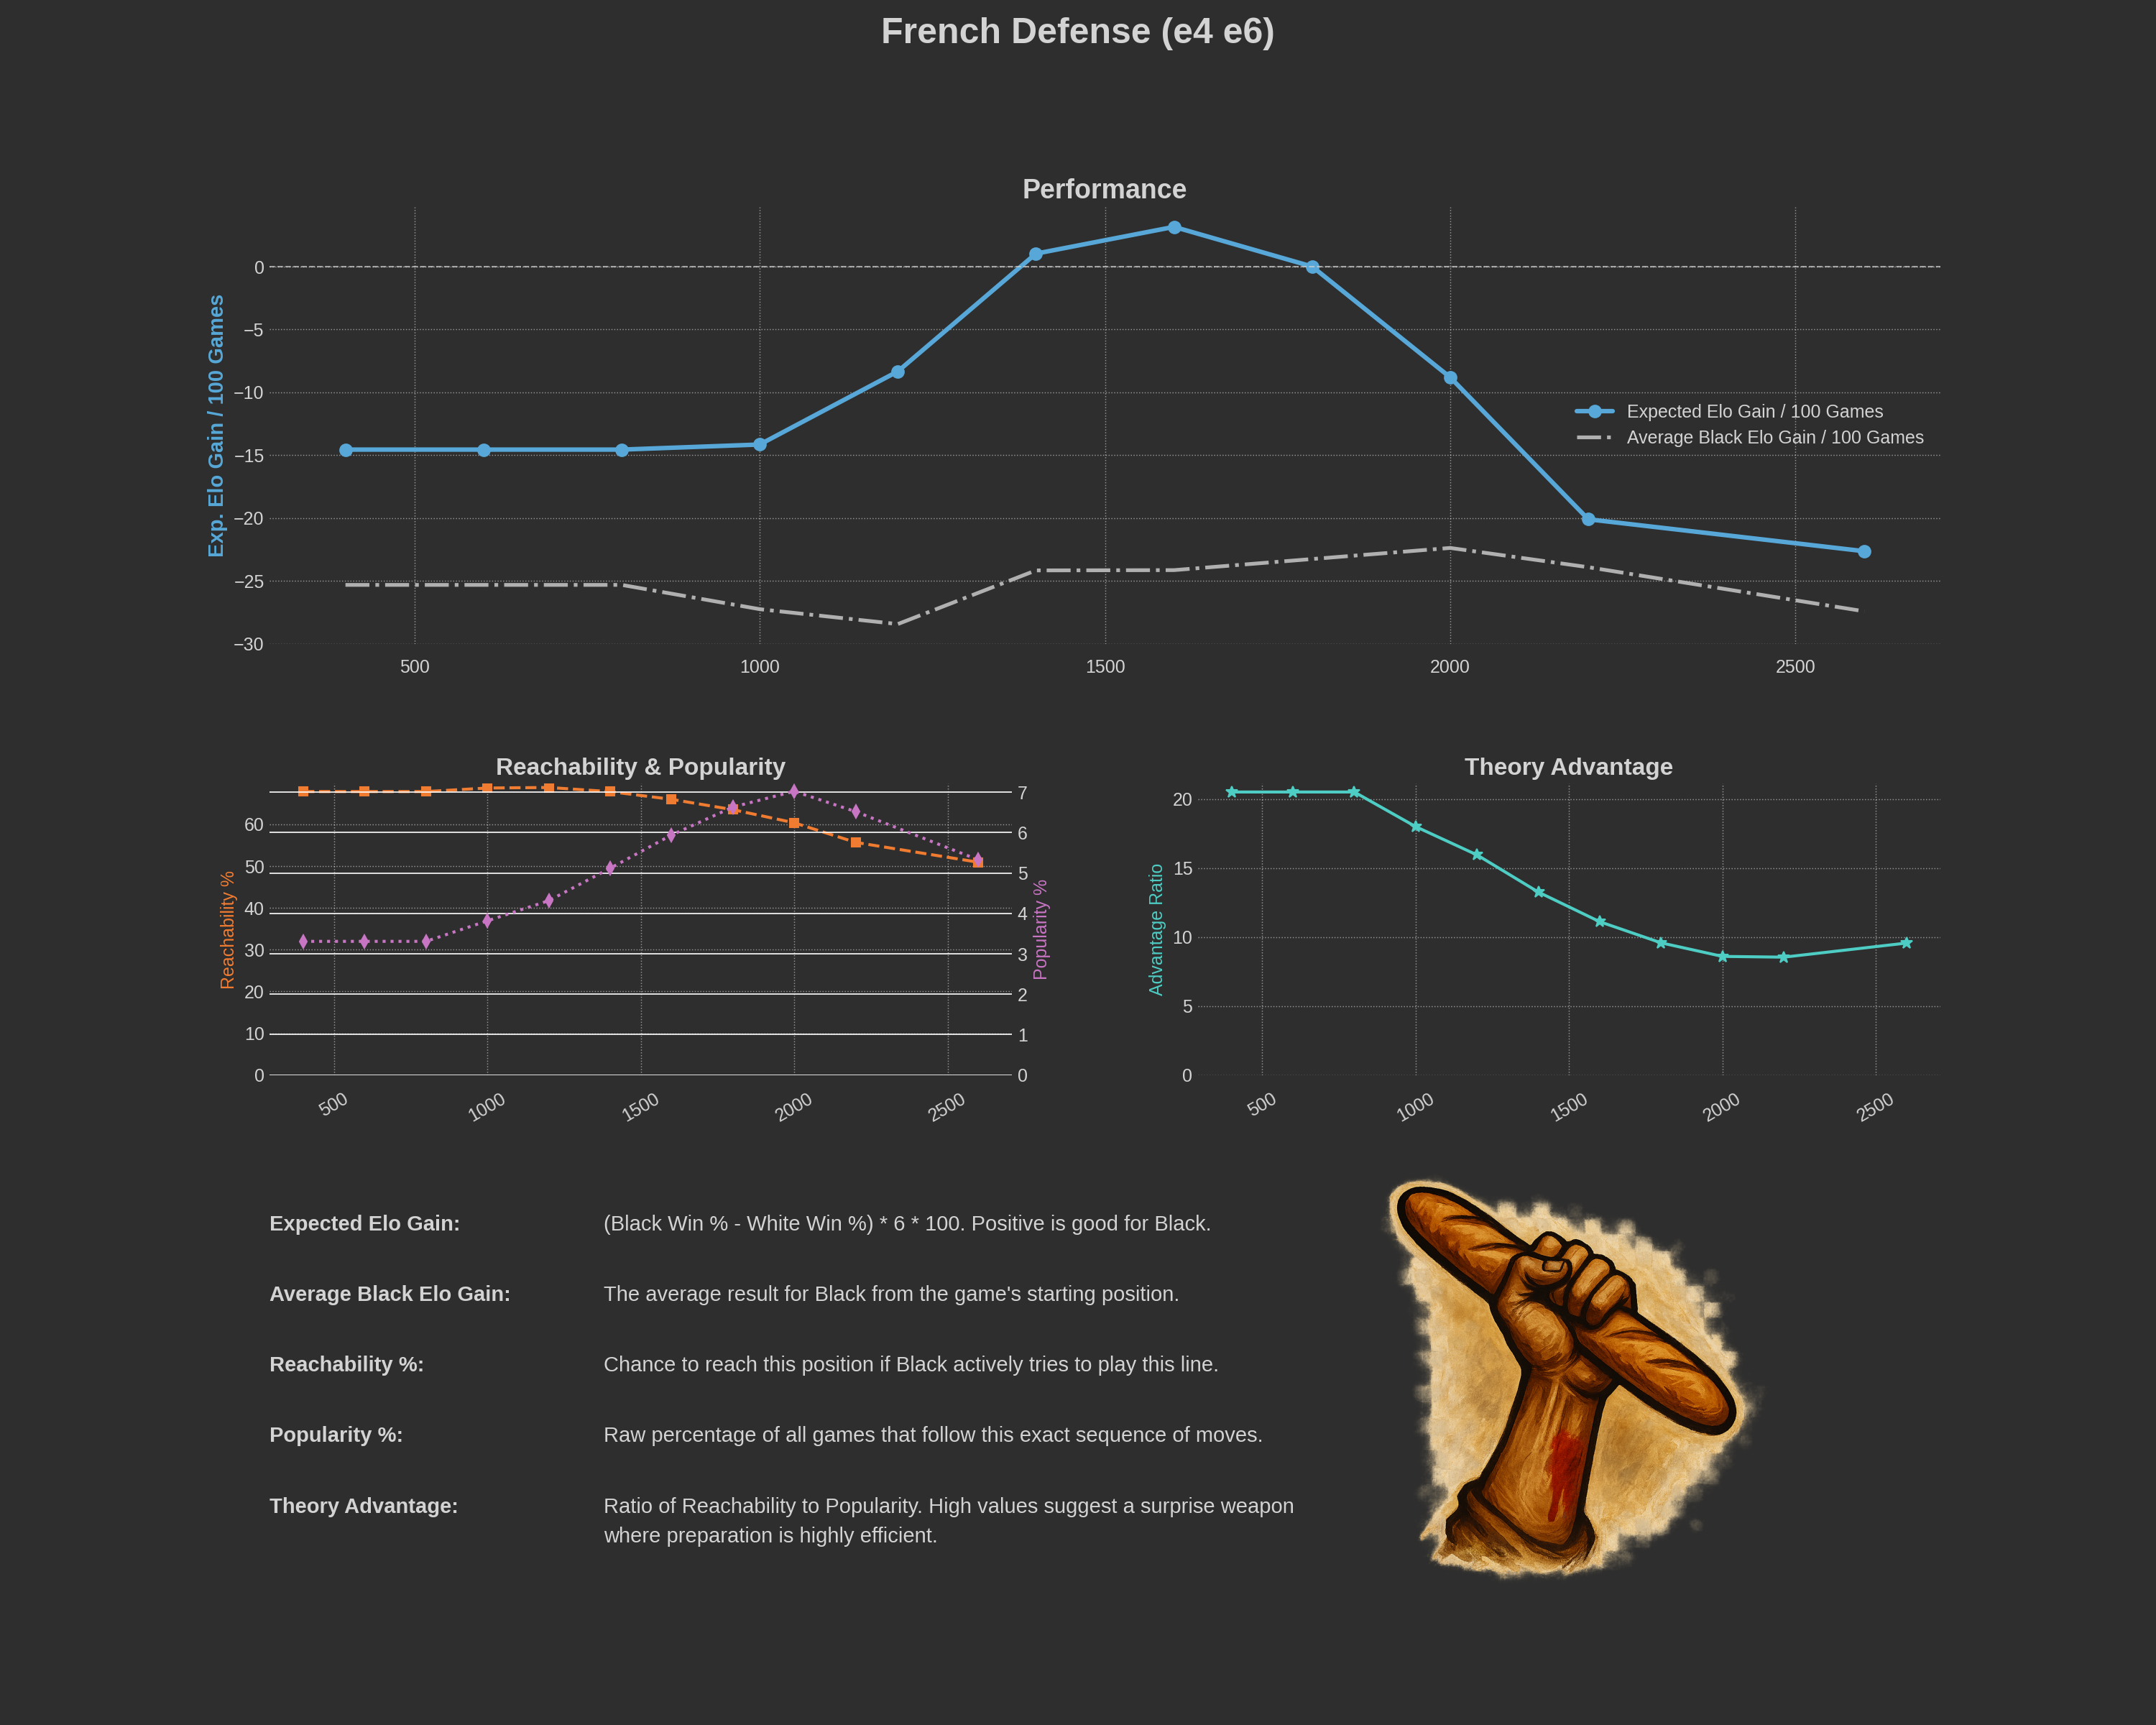 French Defense (e4 e6)
Performance
Exp. Elo Gain / 100 Games
0
−5
−10
−15
−20
−25
−30
500 1000 1500 2000 2500
Expected Elo Gain / 100 Games
Average Black Elo Gain / 100 Games
Reachability & Popularity
Reachability %
60
50
40
30
20
10
0
7
6
5
4
3
2
1
0
Popularity %
500 1000 1500 2000 2500
Theory Advantage
Advantage Ratio
20
15
10
5
0
500 1000 1500 2000 2500
Expected Elo Gain: (Black Win % - White Win %) * 6 * 100. Positive is good for Black.
Average Black Elo Gain: The average result for Black from the game's starting position.
Reachability %: Chance to reach this position if Black actively tries to play this line.
Popularity %: Raw percentage of all games that follow this exact sequence of moves.
Theory Advantage: Ratio of Reachability to Popularity. High values suggest a surprise weapon
where preparation is highly efficient.